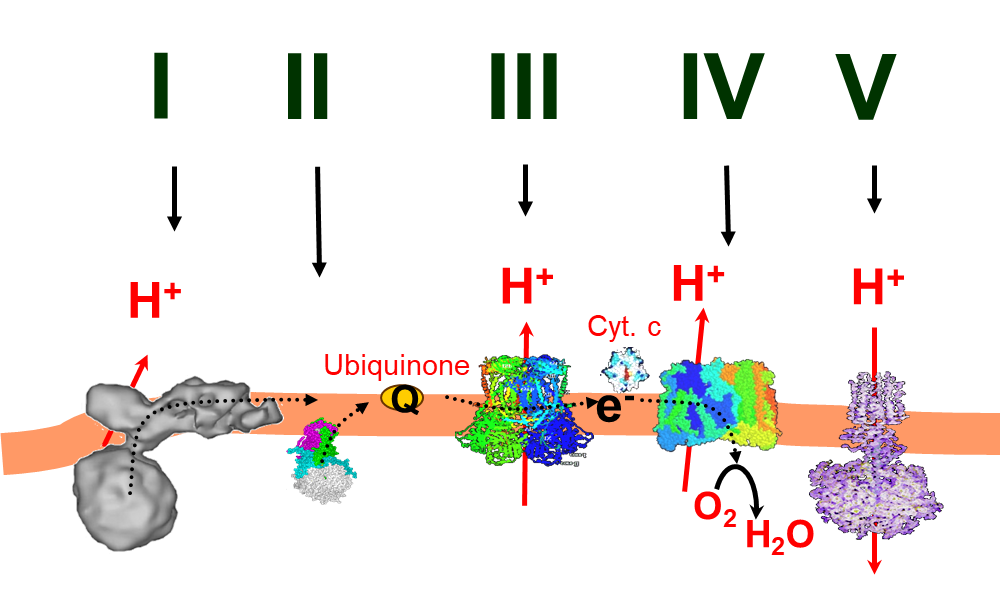 I II III IV V
H⁺ H⁺ H⁺ H⁺
Cyt. c
Ubiquinone
Q e⁻
O₂
H₂O